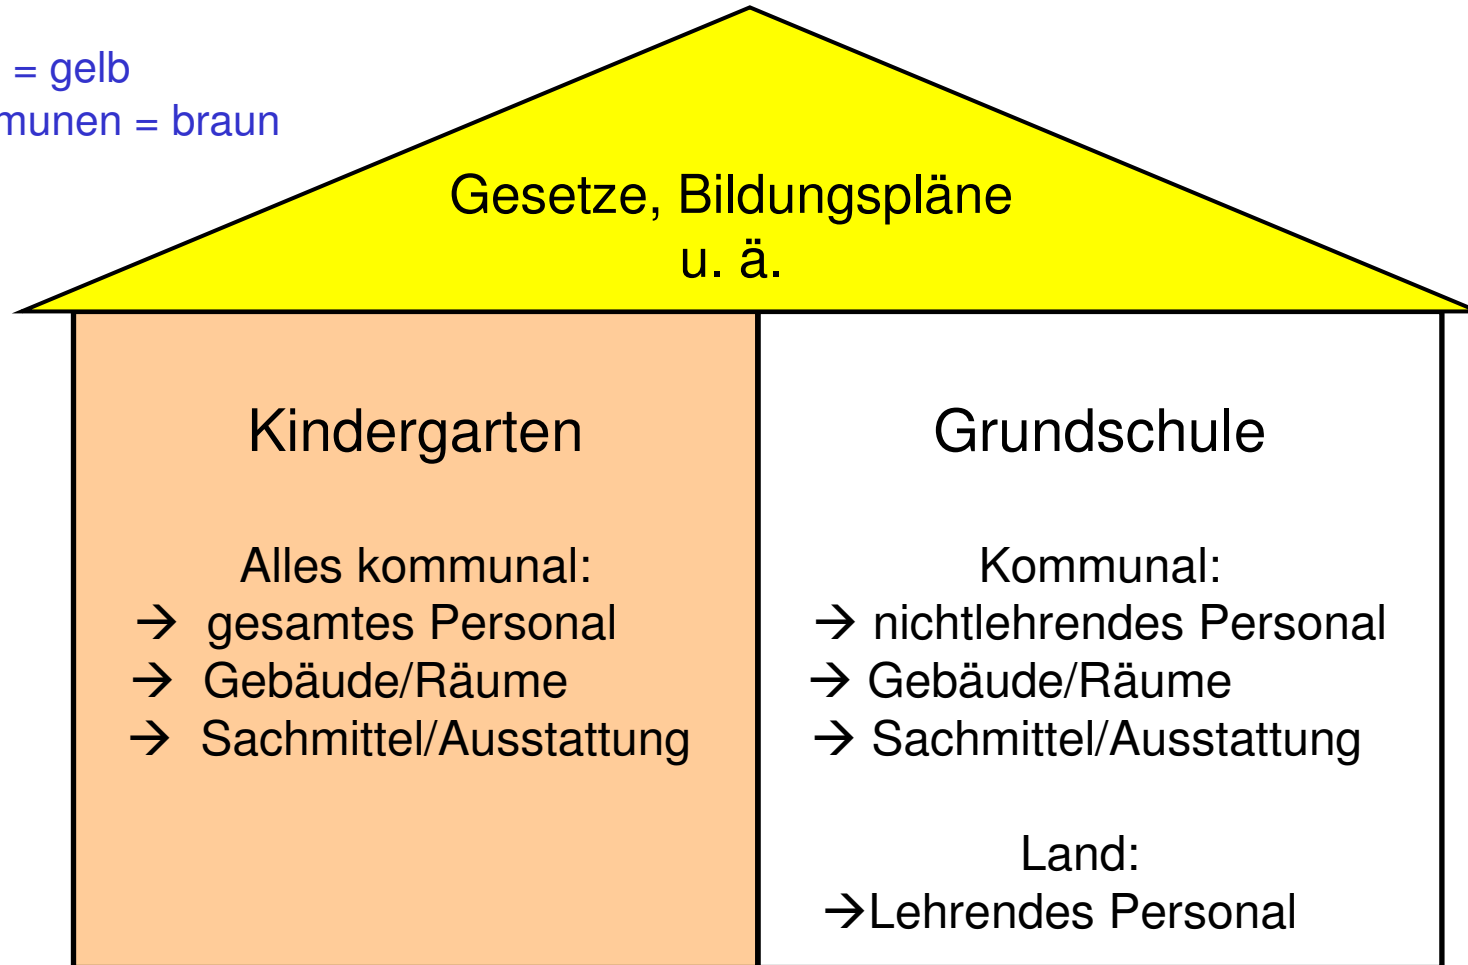 = gelb
munen = braun
Gesetze, Bildungspläne
u. ä.
Kindergarten
Alles kommunal:
→ gesamtes Personal
→ Gebäude/Räume
→ Sachmittel/Ausstattung
Grundschule
Kommunal:
→ nichtlehrendes Personal
→ Gebäude/Räume
→ Sachmittel/Ausstattung
Land:
→Lehrendes Personal